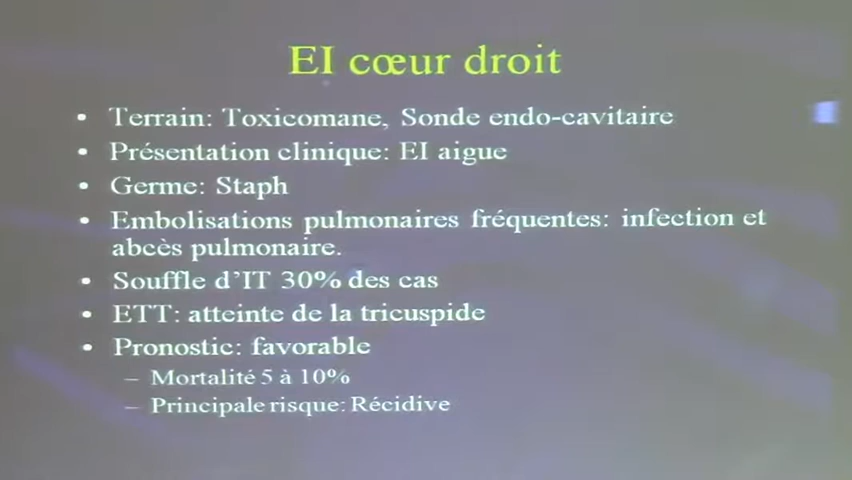 EI cœur droit
• Terrain: Toxicomane, Sonde endo-cavitaire
• Présentation clinique: EI aigue
• Germe: Staph
• Embolisations pulmonaires fréquentes: infection et
abcès pulmonaire.
• Souffle d'IT 30% des cas
• ETT: atteinte de la tricuspide
• Pronostic: favorable
– Mortalité 5 à 10%
– Principale risque: Récidive